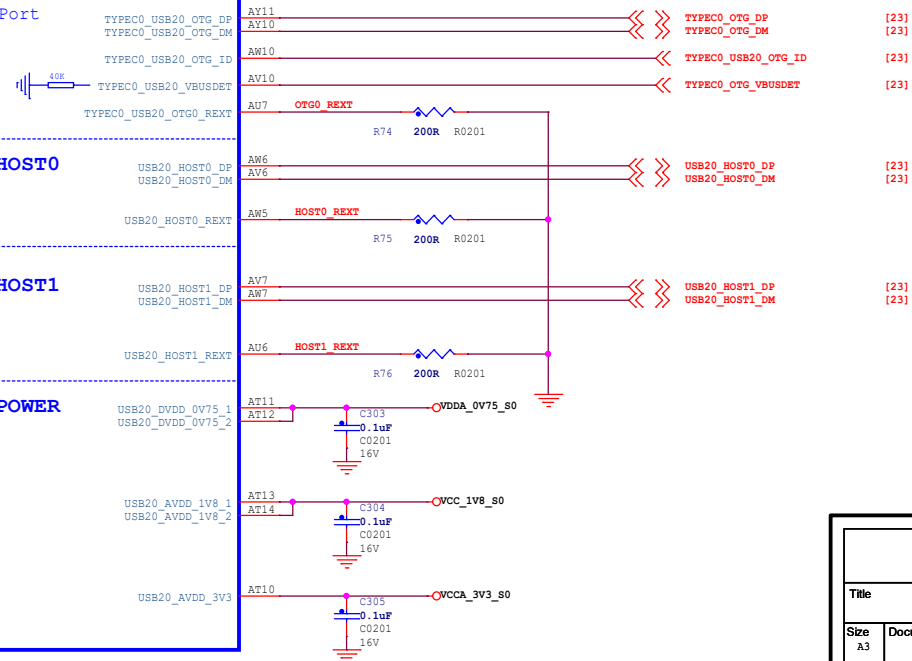 Port
TYPEC0_USB20_OTG_DP AY11 TYPEC0_OTG_DP [23]
TYPEC0_USB20_OTG_DM AY10 TYPEC0_OTG_DM [23]
TYPEC0_USB20_OTG_ID AW10 TYPEC0_USB20_OTG_ID [23]
40K TYPEC0_USB20_VBUSDET AV10 TYPEC0_OTG_VBUSDET [23]
TYPEC0_USB20_OTG0_REXT AU7 OTG0_REXT
R74 200R R0201
HOST0
USB20_HOST0_DP AW6 USB20_HOST0_DP [23]
USB20_HOST0_DM AV6 USB20_HOST0_DM [23]
USB20_HOST0_REXT AW5 HOST0_REXT
R75 200R R0201
HOST1
USB20_HOST1_DP AV7 USB20_HOST1_DP [23]
USB20_HOST1_DM AW7 USB20_HOST1_DM [23]
USB20_HOST1_REXT AU6 HOST1_REXT
R76 200R R0201
POWER
USB20_DVDD_0V75_1 AT11 VDDA_0V75_S0
USB20_DVDD_0V75_2 AT12
C303
0.1uF
C0201
16V
USB20_AVDD_1V8_1 AT13 VCC_1V8_S0
USB20_AVDD_1V8_2 AT14
C304
0.1uF
C0201
16V
USB20_AVDD_3V3 AT10 VCCA_3V3_S0
C305
0.1uF
C0201
16V
Title
Size Docu
A3